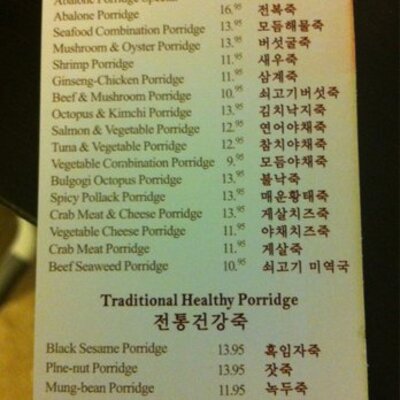 Abalone Porridge Special
Abalone Porridge 16.95 전복죽
Seafood Combination Porridge 13.95 모듬해물죽
Mushroom & Oyster Porridge 13.95 버섯굴죽
Shrimp Porridge 11.95 새우죽
Ginseng-Chicken Porridge 11.95 삼계죽
Beef & Mushroom Porridge 10.95 쇠고기버섯죽
Octopus & Kimchi Porridge 13.95 김치낙지죽
Salmon & Vegetable Porridge 12.95 연어야채죽
Tuna & Vegetable Porridge 12.95 참치야채죽
Vegetable Combination Porridge 9.95 모듬야채죽
Bulgogi Octopus Porridge 13.95 불낙죽
Spicy Pollack Porridge 13.95 매운황태죽
Crab Meat & Cheese Porridge 13.95 게살치즈죽
Vegetable Cheese Porridge 11.95 야채치즈죽
Crab Meat Porridge 11.95 게살죽
Beef Seaweed Porridge 10.95 쇠고기 미역국
Traditional Healthy Porridge
전통건강죽
Black Sesame Porridge 13.95 흑임자죽
Plne-nut Porridge 13.95 잣죽
Mung-bean Porridge 11.95 녹두죽